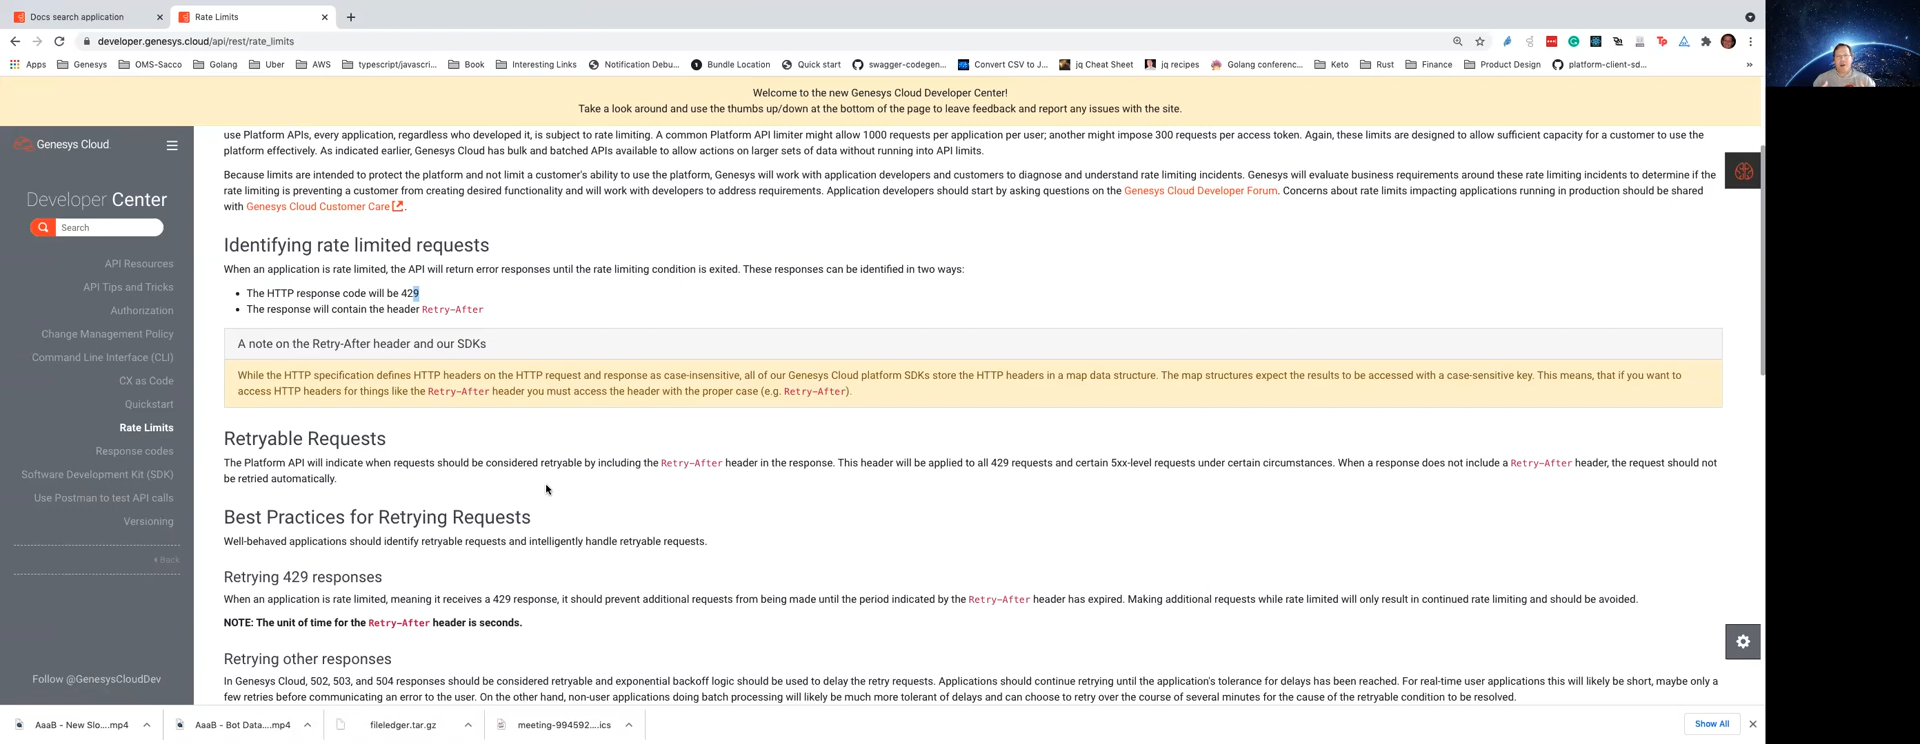 Docs search application
Rate Limits
developer.genesys.cloud/api/rest/rate_limits
Apps Genesys OMS-Sacco Golang Uber AWS typescript/javascri... Book Interesting Links Notification Debu... Bundle Location Quick start swagger-codegen... Convert CSV to J... jq Cheat Sheet jq recipes Golang conferenc... Keto Rust Finance Product Design platform-client-sd... »
Welcome to the new Genesys Cloud Developer Center!
Take a look around and use the thumbs up/down at the bottom of the page to leave feedback and report any issues with the site.
Genesys Cloud
Developer Center
Search
API Resources
API Tips and Tricks
Authorization
Change Management Policy
Command Line Interface (CLI)
CX as Code
Quickstart
Rate Limits
Response codes
Software Development Kit (SDK)
Use Postman to test API calls
Versioning
Back
Follow @GenesysCloudDev
use Platform APIs, every application, regardless who developed it, is subject to rate limiting. A common Platform API limiter might allow 1000 requests per application per user; another might impose 300 requests per access token. Again, these limits are designed to allow sufficient capacity for a customer to use the
platform effectively. As indicated earlier, Genesys Cloud has bulk and batched APIs available to allow actions on larger sets of data without running into API limits.
Because limits are intended to protect the platform and not limit a customer's ability to use the platform, Genesys will work with application developers and customers to diagnose and understand rate limiting incidents. Genesys will evaluate business requirements around these rate limiting incidents to determine if the
rate limiting is preventing a customer from creating desired functionality and will work with developers to address requirements. Application developers should start by asking questions on the Genesys Cloud Developer Forum. Concerns about rate limits impacting applications running in production should be shared
with Genesys Cloud Customer Care.
Identifying rate limited requests
When an application is rate limited, the API will return error responses until the rate limiting condition is exited. These responses can be identified in two ways:
• The HTTP response code will be 429
• The response will contain the header Retry-After
A note on the Retry-After header and our SDKs
While the HTTP specification defines HTTP headers on the HTTP request and response as case-insensitive, all of our Genesys Cloud platform SDKs store the HTTP headers in a map data structure. The map structures expect the results to be accessed with a case-sensitive key. This means, that if you want to
access HTTP headers for things like the Retry-After header you must access the header with the proper case (e.g. Retry-After).
Retryable Requests
The Platform API will indicate when requests should be considered retryable by including the Retry-After header in the response. This header will be applied to all 429 requests and certain 5xx-level requests under certain circumstances. When a response does not include a Retry-After header, the request should not
be retried automatically.
Best Practices for Retrying Requests
Well-behaved applications should identify retryable requests and intelligently handle retryable requests.
Retrying 429 responses
When an application is rate limited, meaning it receives a 429 response, it should prevent additional requests from being made until the period indicated by the Retry-After header has expired. Making additional requests while rate limited will only result in continued rate limiting and should be avoided.
NOTE: The unit of time for the Retry-After header is seconds.
Retrying other responses
In Genesys Cloud, 502, 503, and 504 responses should be considered retryable and exponential backoff logic should be used to delay the retry requests. Applications should continue retrying until the application's tolerance for delays has been reached. For real-time user applications this will likely be short, maybe only a
few retries before communicating an error to the user. On the other hand, non-user applications doing batch processing will likely be much more tolerant of delays and can choose to retry over the course of several minutes for the cause of the retryable condition to be resolved.
AaaB - New Slo....mp4
AaaB - Bot Data....mp4
fileledger.tar.gz
meeting-994592....ics
Show All